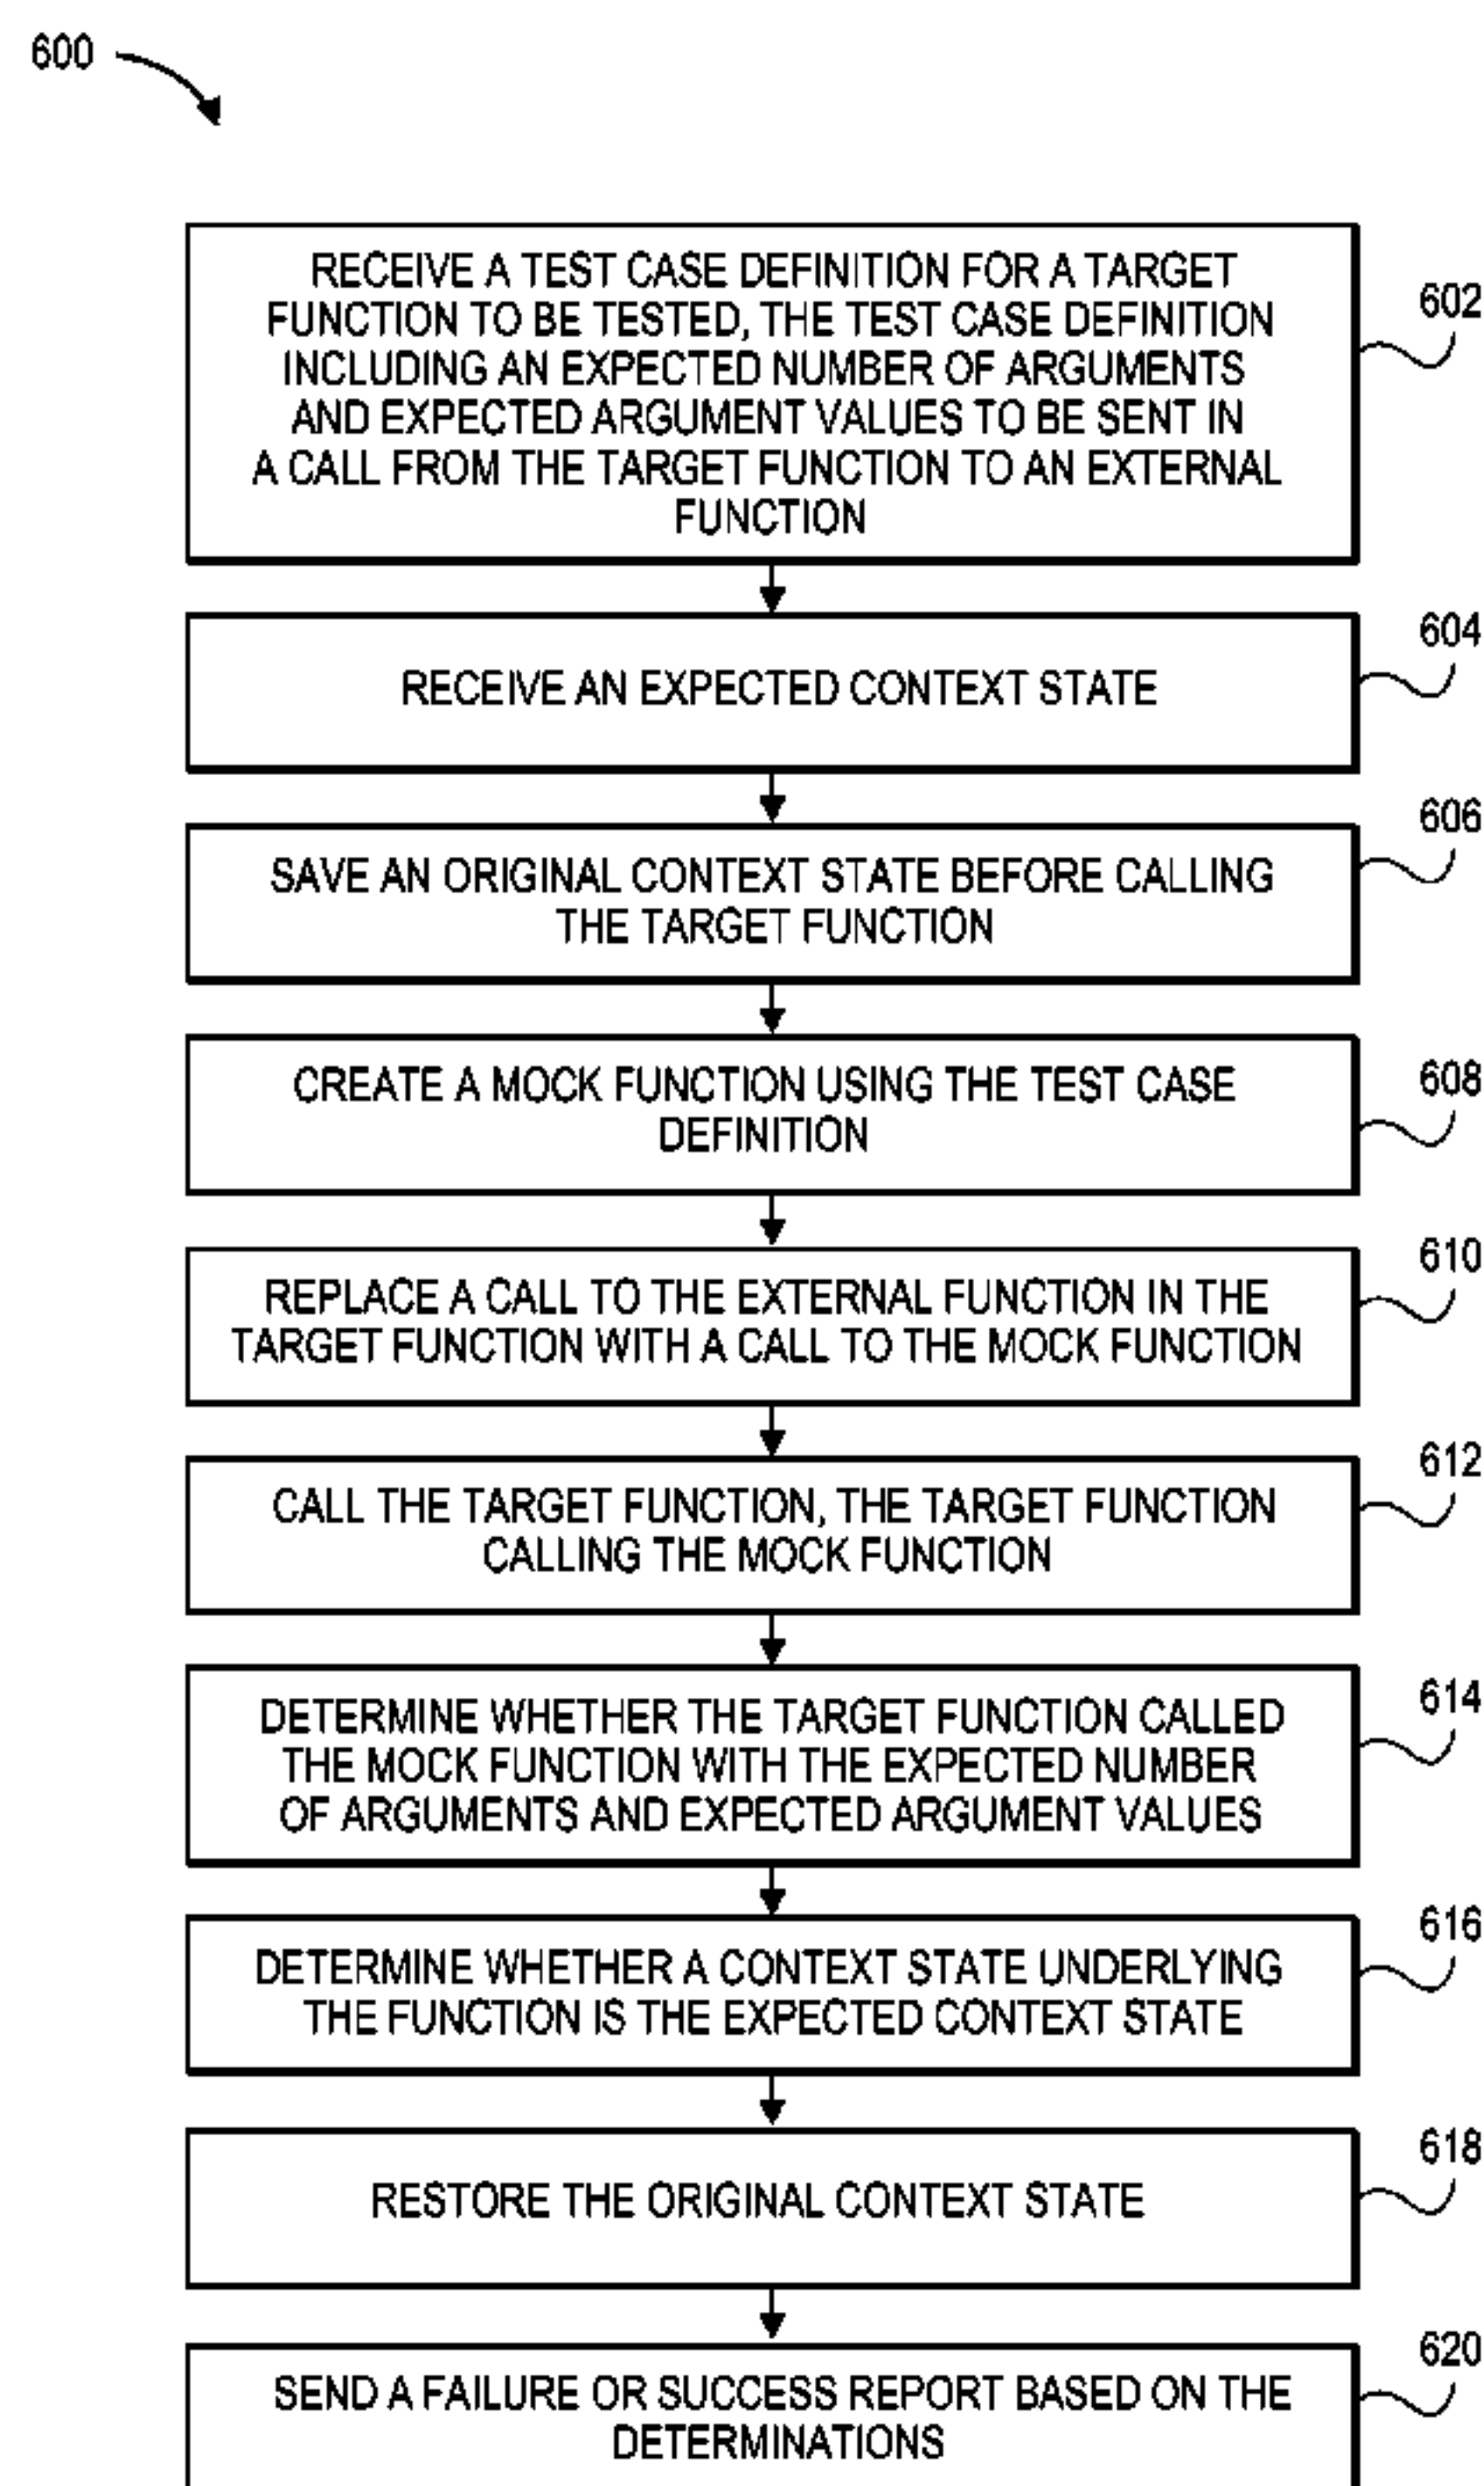 600
RECEIVE A TEST CASE DEFINITION FOR A TARGET
FUNCTION TO BE TESTED, THE TEST CASE DEFINITION
INCLUDING AN EXPECTED NUMBER OF ARGUMENTS
AND EXPECTED ARGUMENT VALUES TO BE SENT IN
A CALL FROM THE TARGET FUNCTION TO AN EXTERNAL
FUNCTION
602
RECEIVE AN EXPECTED CONTEXT STATE
604
SAVE AN ORIGINAL CONTEXT STATE BEFORE CALLING
THE TARGET FUNCTION
606
CREATE A MOCK FUNCTION USING THE TEST CASE
DEFINITION
608
REPLACE A CALL TO THE EXTERNAL FUNCTION IN THE
TARGET FUNCTION WITH A CALL TO THE MOCK FUNCTION
610
CALL THE TARGET FUNCTION, THE TARGET FUNCTION
CALLING THE MOCK FUNCTION
612
DETERMINE WHETHER THE TARGET FUNCTION CALLED
THE MOCK FUNCTION WITH THE EXPECTED NUMBER
OF ARGUMENTS AND EXPECTED ARGUMENT VALUES
614
DETERMINE WHETHER A CONTEXT STATE UNDERLYING
THE FUNCTION IS THE EXPECTED CONTEXT STATE
616
RESTORE THE ORIGINAL CONTEXT STATE
618
SEND A FAILURE OR SUCCESS REPORT BASED ON THE
DETERMINATIONS
620